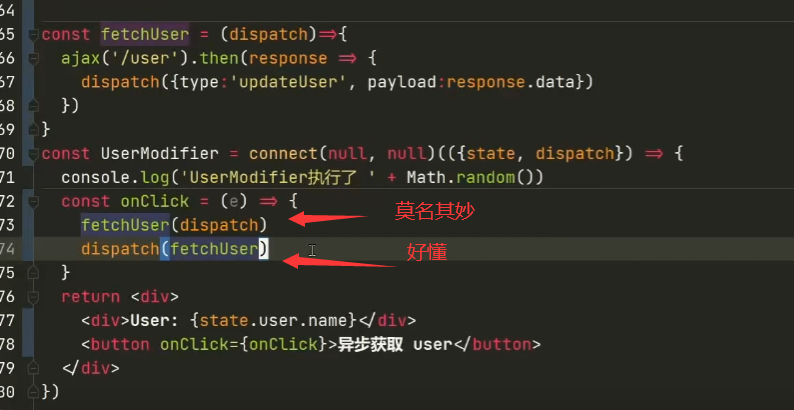 64
65 const fetchUser = (dispatch)=>{
66 ajax('/user').then(response => {
67 dispatch({type:'updateUser', payload:response.data})
68 })
69 }
70 const UserModifier = connect(null, null)(({state, dispatch}) => {
71 console.log('UserModifier执行了 ' + Math.random())
72 const onClick = (e) => {
73 fetchUser(dispatch) 莫名其妙
74 dispatch(fetchUser) 好懂
75 }
76 return <div>
77 <div>User: {state.user.name}</div>
78 <button onClick={onClick}>异步获取 user</button>
79 </div>
80 })